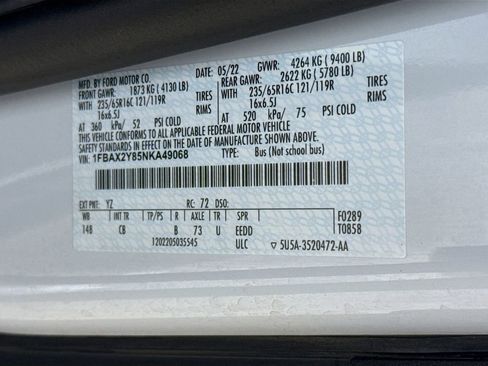 MFD. BY FORD MOTOR CO.
DATE: 05/22 GVWR: 4264 KG ( 9400 LB)
FRONT GAWR: 1873 KG ( 4130 LB) REAR GAWR: 2622 KG ( 5780 LB)
WITH 235/65R16C 121/119R TIRES WITH 235/65R16C 121/119R TIRES
16x6.5J RIMS 16x6.5J RIMS
AT 360 kPa/ 52 PSI COLD AT 520 kPa/ 75 PSI COLD
THIS VEHICLE CONFORMS TO ALL APPLICABLE FEDERAL MOTOR VEHICLE
SAFETY STANDARDS IN EFFECT ON THE DATE OF MANUFACTURE SHOWN ABOVE.
VIN: 1FBAX2Y85NKA49068 TYPE: Bus (Not school bus)
EXT PNT: YZ RC: 72 DSO:
WB INT TR TP/PS R AXLE TR SPR F0289
148 CB B 73 U EEDD T0858
1202205035545 ULC 5U5A-3520472-AA